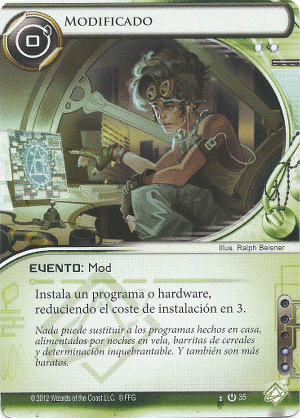 0
MODIFICADO
Illus. Ralph Beisner
EVENTO: Mod
Instala un programa o hardware,
reduciendo el coste de instalación en 3.
Nada puede sustituir a los programas hechos en casa,
alimentados por noches en vela, barritas de cereales
y determinación inquebrantable. Y también son más
baratos.
© 2012 Wizards of the Coast LLC. © FFG
35